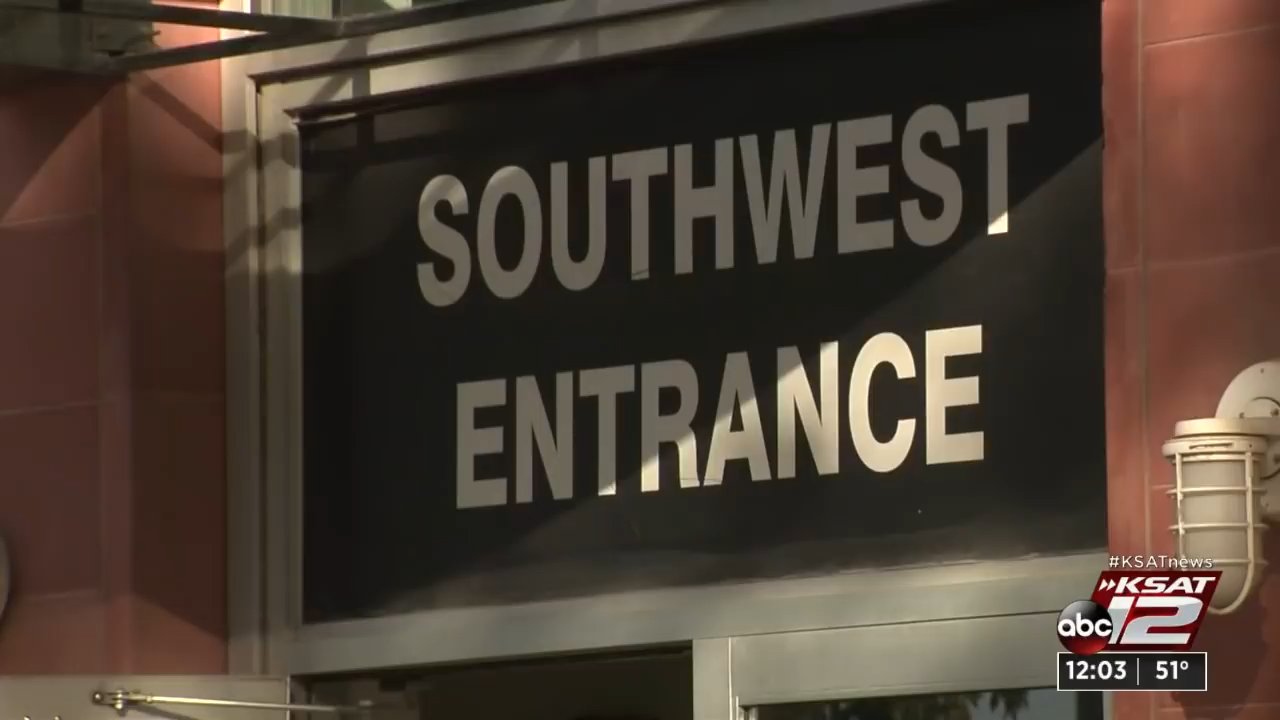 SOUTHWEST
ENTRANCE
#KSATnews
KSAT
abc 12
12:03 51°